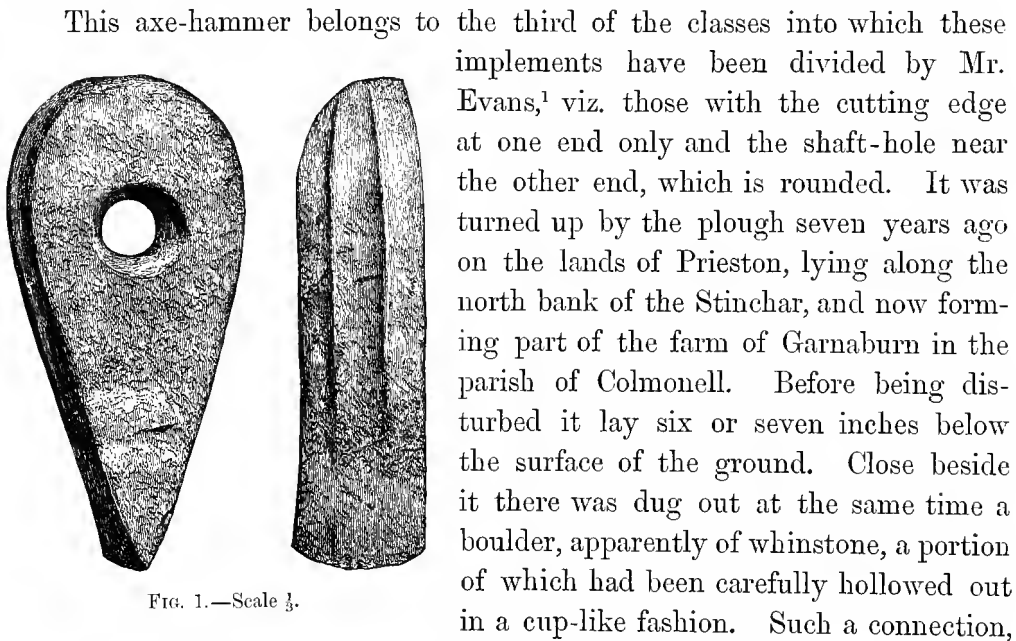 This axe-hammer belongs to the third of the classes into which these
implements have been divided by Mr.
Evans,¹ viz. those with the cutting edge
at one end only and the shaft-hole near
the other end, which is rounded. It was
turned up by the plough seven years ago
on the lands of Prieston, lying along the
north bank of the Stinchar, and now form-
ing part of the farm of Garnaburn in the
parish of Colmonell. Before being dis-
turbed it lay six or seven inches below
the surface of the ground. Close beside
it there was dug out at the same time a
boulder, apparently of whinstone, a portion
of which had been carefully hollowed out
in a cup-like fashion. Such a connection,
Fig. 1.—Scale ⅓.